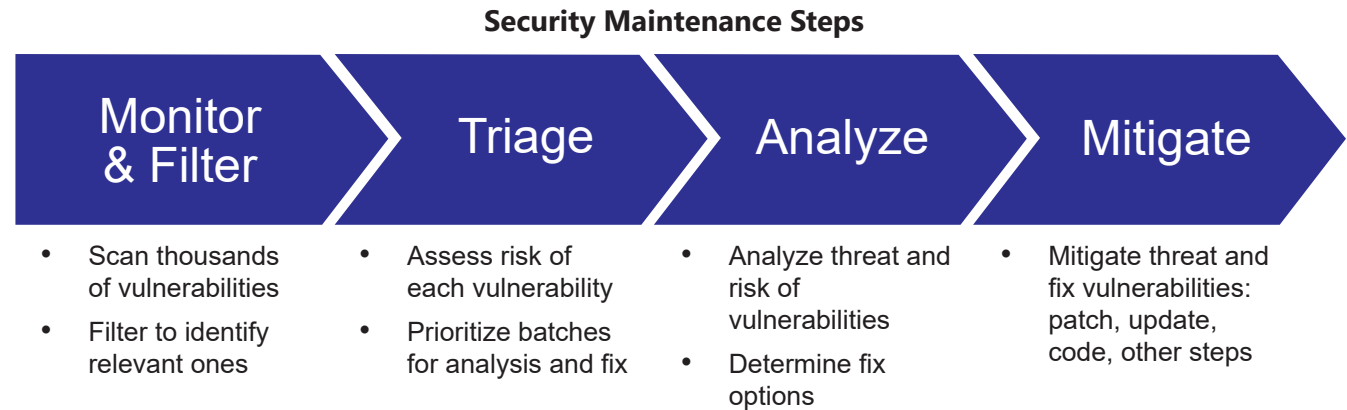 Security Maintenance Steps
Monitor
& Filter
Triage
Analyze
Mitigate
• Scan thousands
of vulnerabilities
• Filter to identify
relevant ones
• Assess risk of
each vulnerability
• Prioritize batches
for analysis and fix
• Analyze threat and
risk of
vulnerabilities
• Determine fix
options
• Mitigate threat and
fix vulnerabilities:
patch, update,
code, other steps